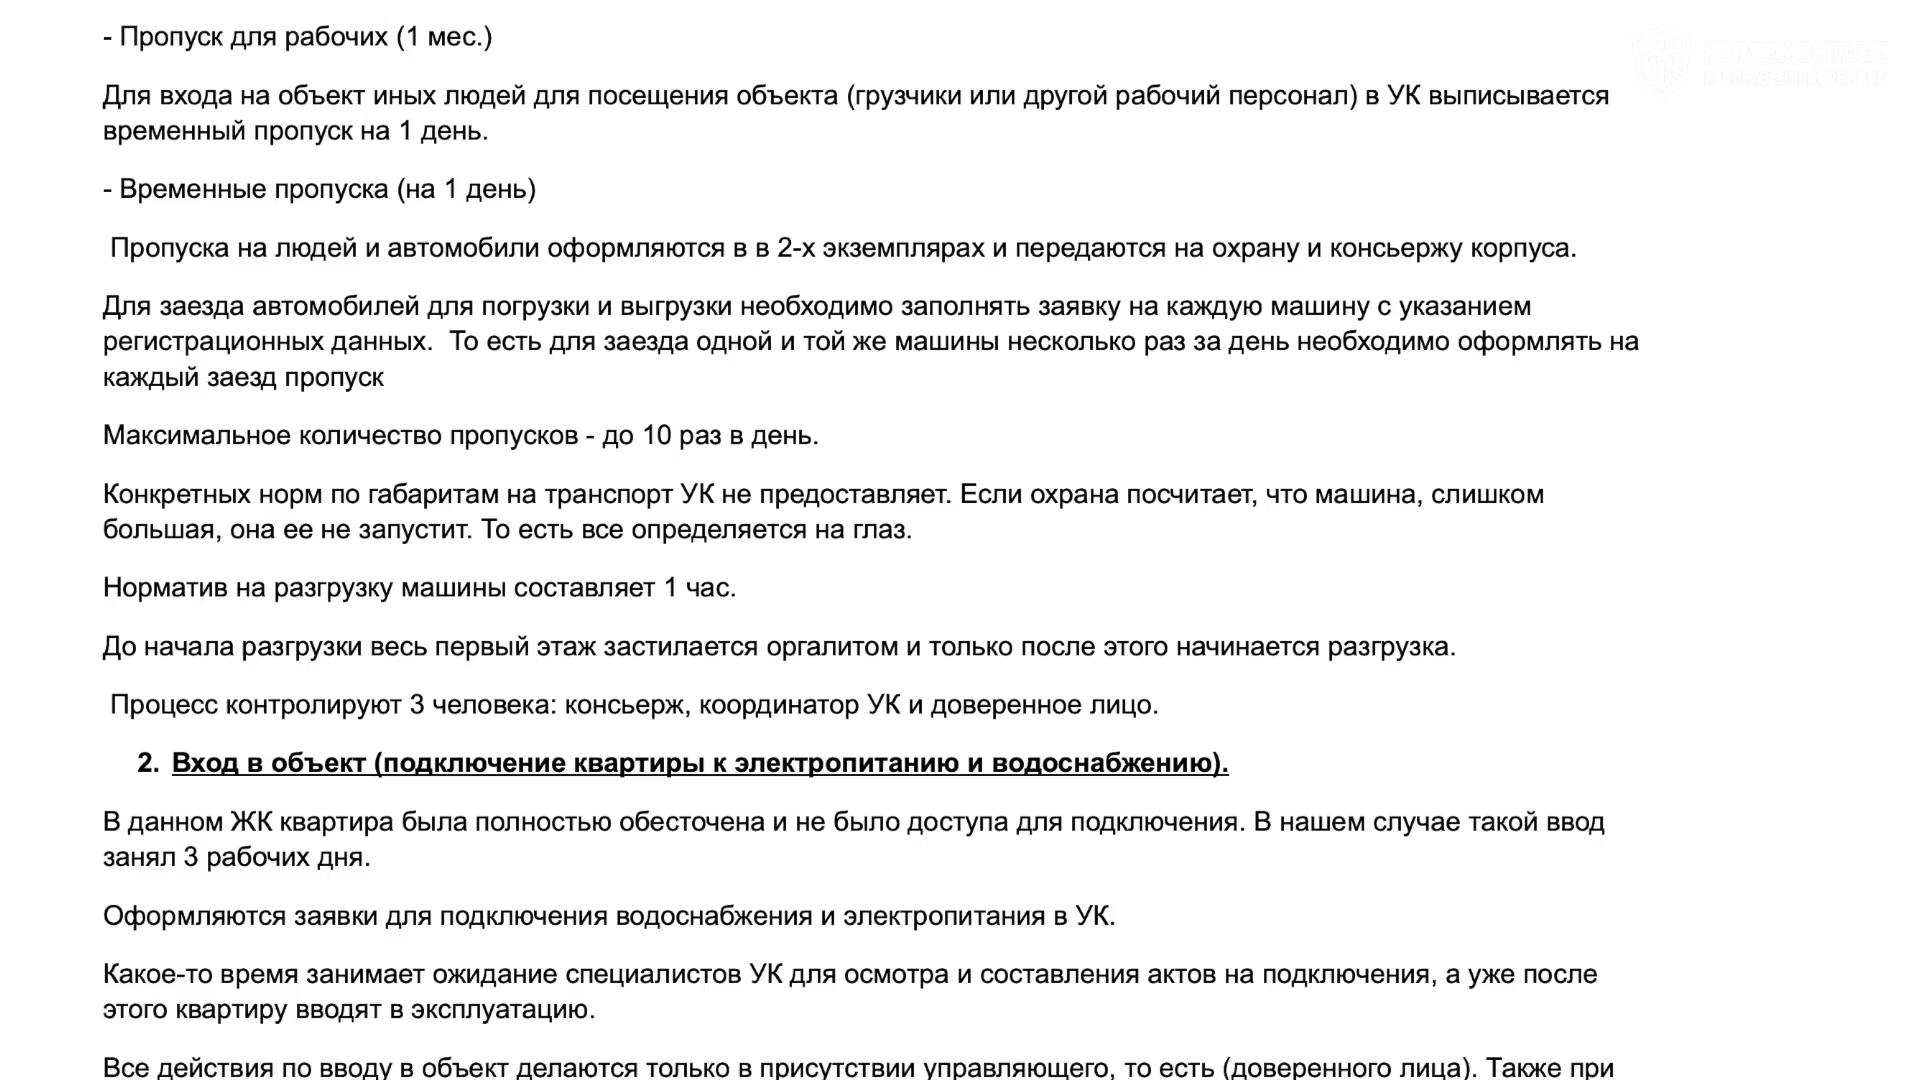 - Пропуск для рабочих (1 мес.)
Для входа на объект иных людей для посещения объекта (грузчики или другой рабочий персонал) в УК выписывается
временный пропуск на 1 день.
- Временные пропуска (на 1 день)
Пропуска на людей и автомобили оформляются в в 2-х экземплярах и передаются на охрану и консьержу корпуса.
Для заезда автомобилей для погрузки и выгрузки необходимо заполнять заявку на каждую машину с указанием
регистрационных данных.  То есть для заезда одной и той же машины несколько раз за день необходимо оформлять на
каждый заезд пропуск
Максимальное количество пропусков - до 10 раз в день.
Конкретных норм по габаритам на транспорт УК не предоставляет. Если охрана посчитает, что машина, слишком
большая, она ее не запустит. То есть все определяется на глаз.
Норматив на разгрузку машины составляет 1 час.
До начала разгрузки весь первый этаж застилается оргалитом и только после этого начинается разгрузка.
Процесс контролируют 3 человека: консьерж, координатор УК и доверенное лицо.
2. Вход в объект (подключение квартиры к электропитанию и водоснабжению).
В данном ЖК квартира была полностью обесточена и не было доступа для подключения. В нашем случае такой ввод
занял 3 рабочих дня.
Оформляются заявки для подключения водоснабжения и электропитания в УК.
Какое-то время занимает ожидание специалистов УК для осмотра и составления актов на подключения, а уже после
этого квартиру вводят в эксплуатацию.
Все действия по вводу в объект делаются только в присутствии управляющего, то есть (доверенного лица). Также при